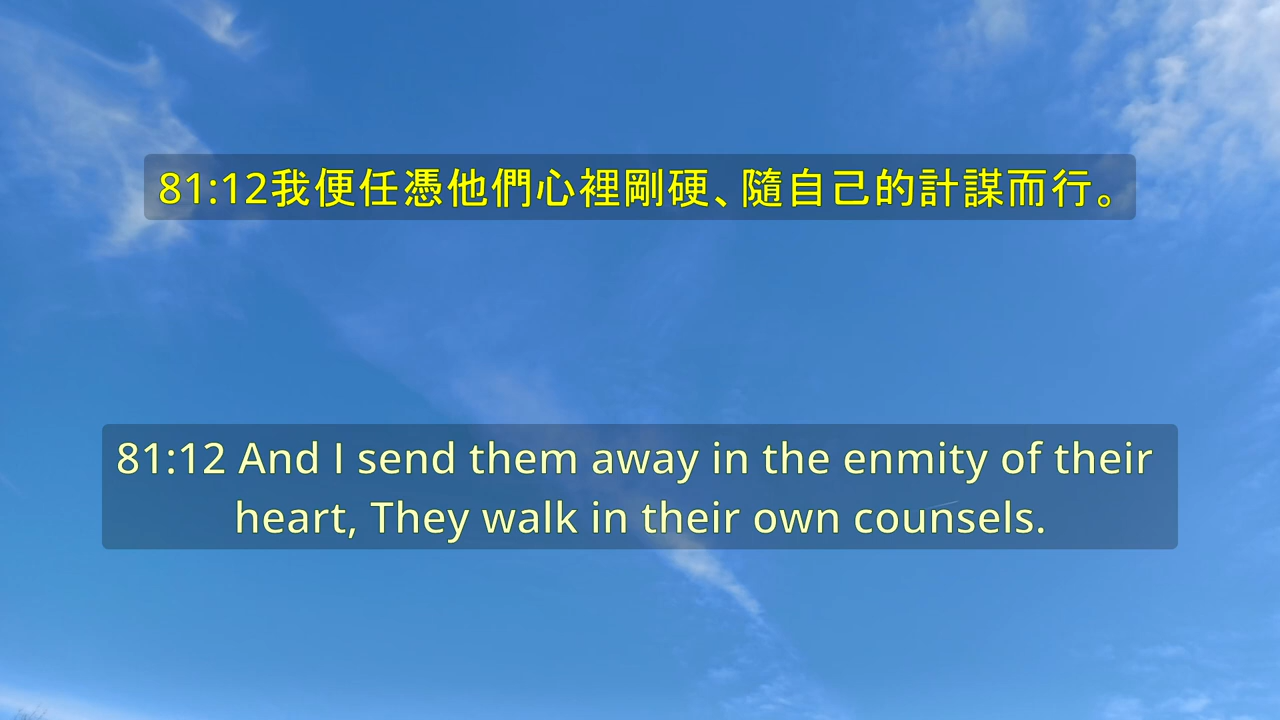 81:12我便任憑他們心裡剛硬、隨自己的計謀而行。
81:12 And I send them away in the enmity of their
heart, They walk in their own counsels.